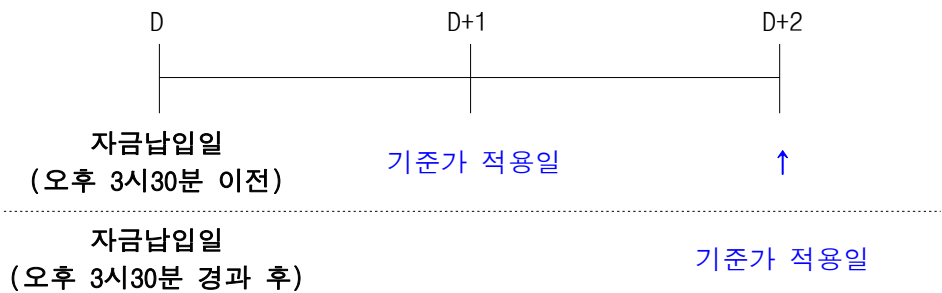 D D+1 D+2
자금납입일
(오후 3시30분 이전) 기준가 적용일 ↑
자금납입일
(오후 3시30분 경과 후) 기준가 적용일